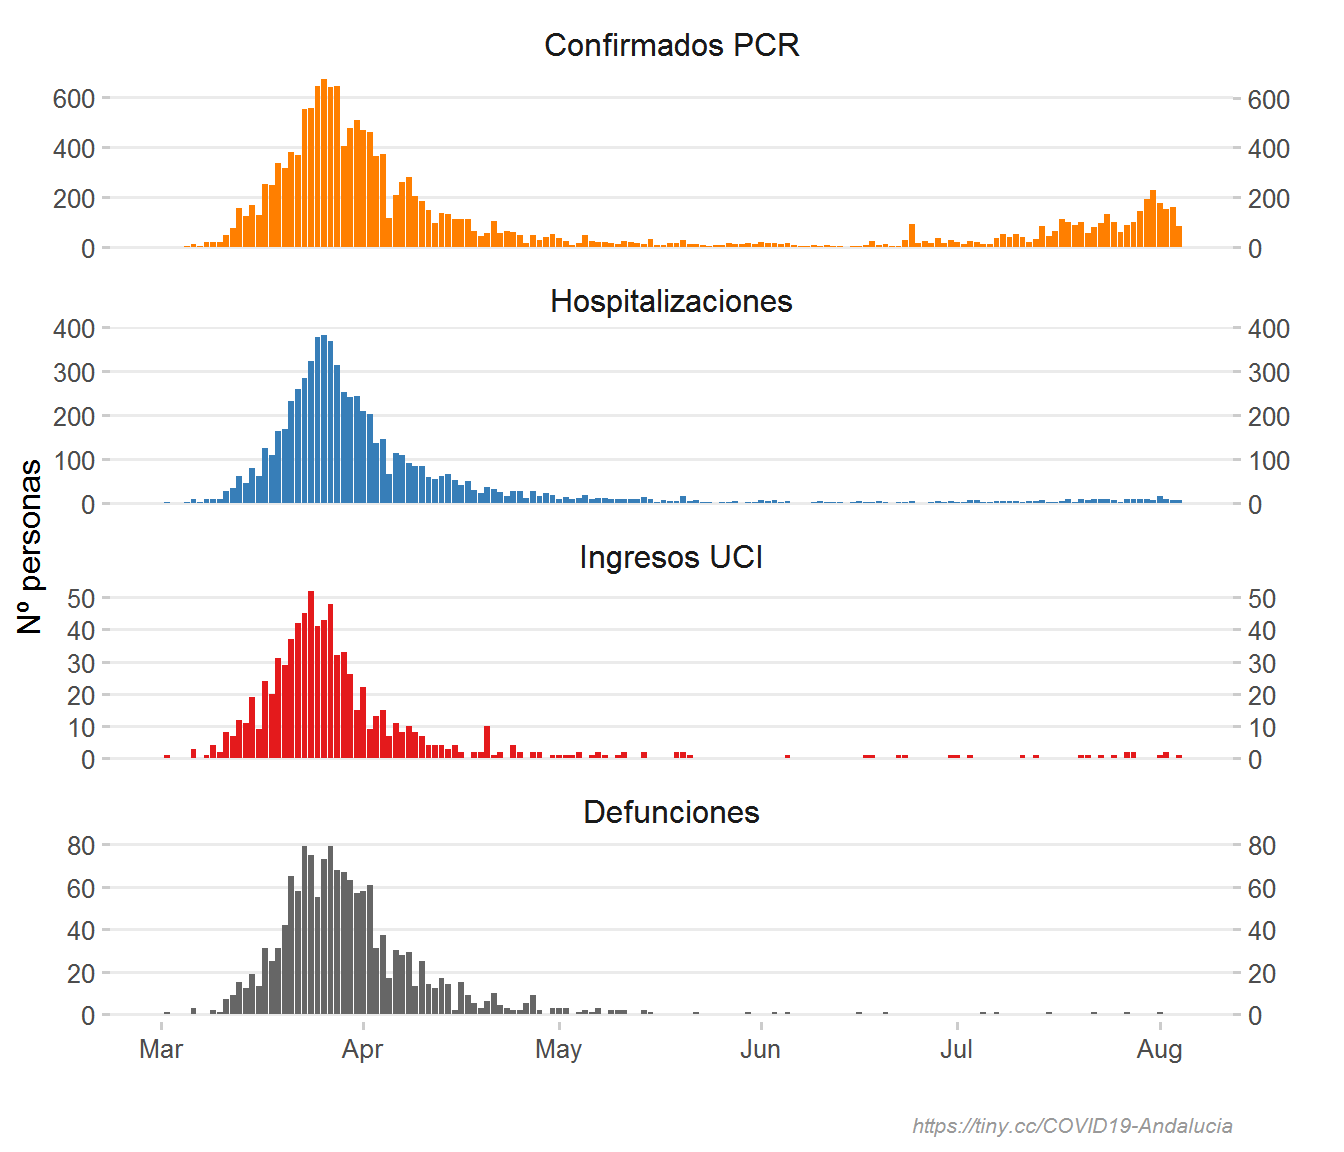 Confirmados PCR
600 600
400 400
200 200
0 0
Hospitalizaciones
400 400
300 300
200 200
100 100
0 0
Nº personas
Ingresos UCI
50 50
40 40
30 30
20 20
10 10
0 0
Defunciones
80 80
60 60
40 40
20 20
0 0
Mar Apr May Jun Jul Aug
https://tiny.cc/COVID19-Andalucia